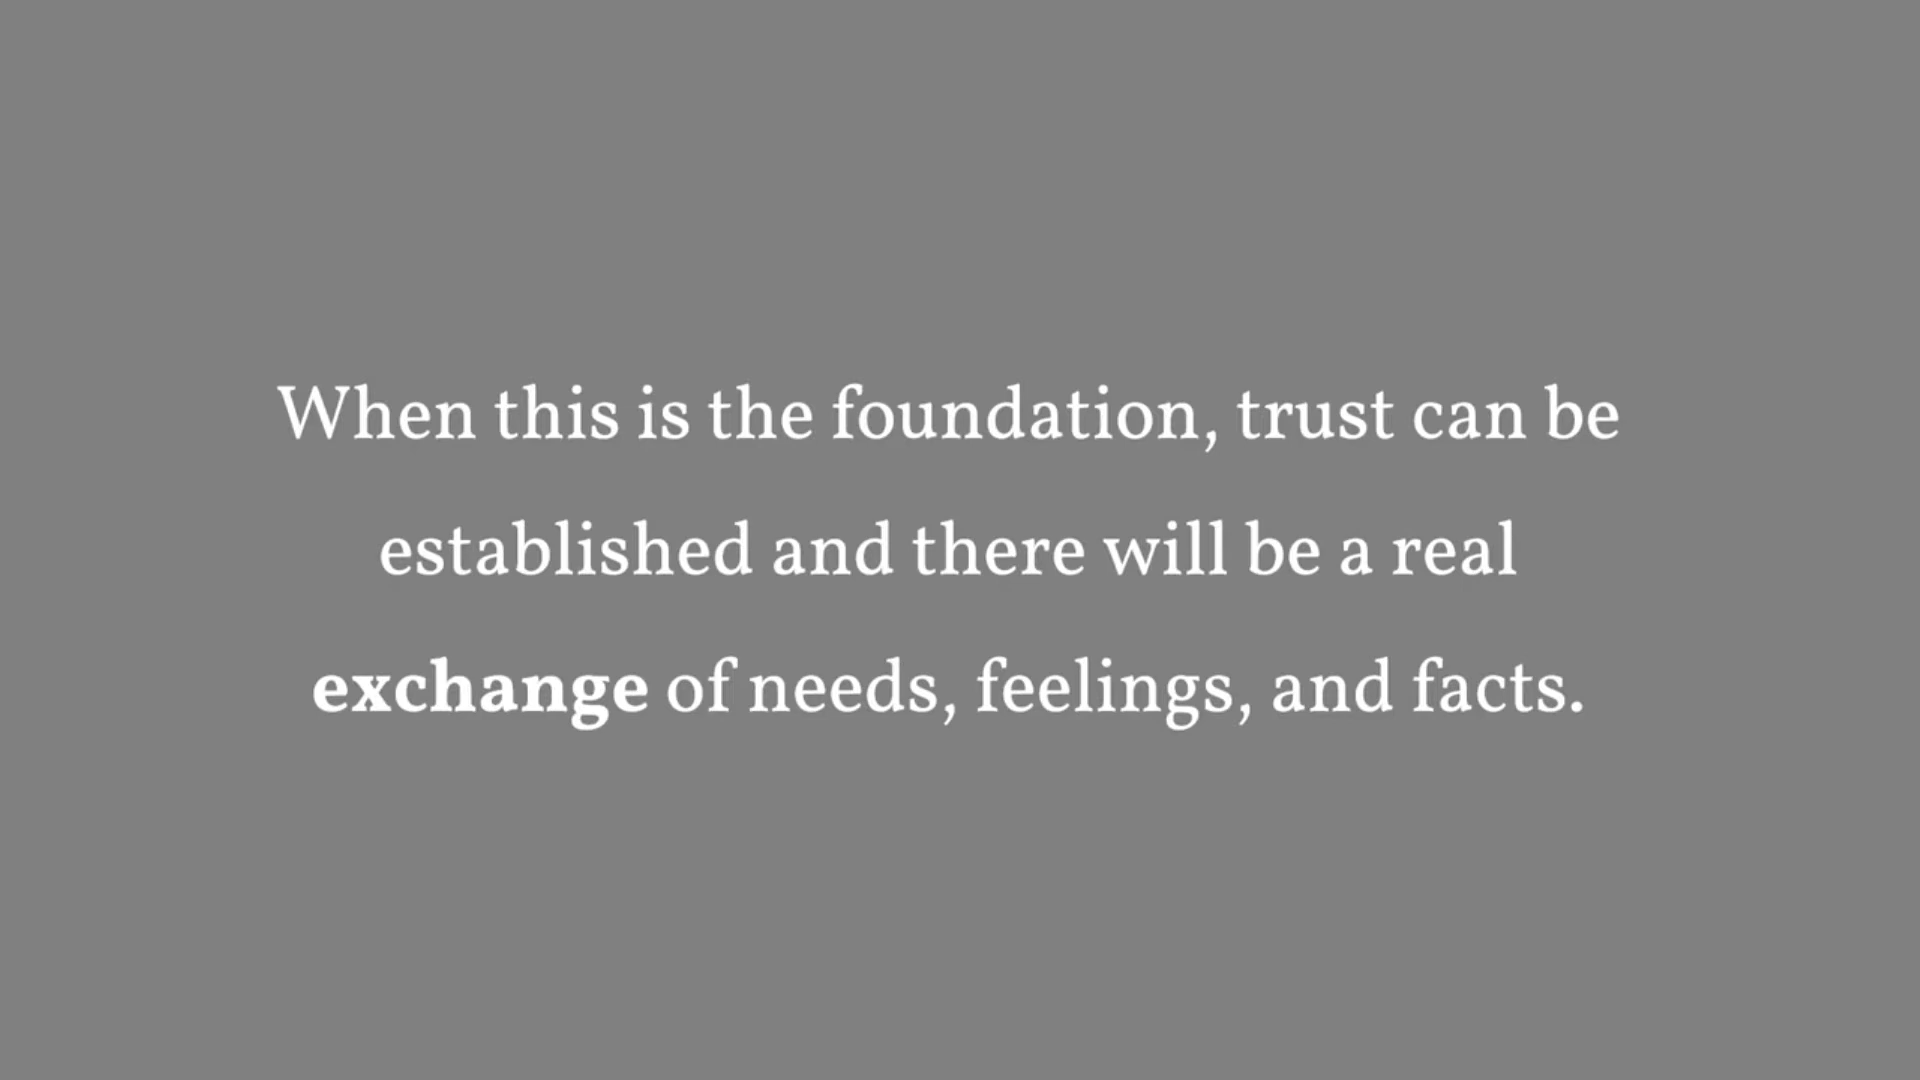 When this is the foundation, trust can be
established and there will be a real
exchange of needs, feelings, and facts.